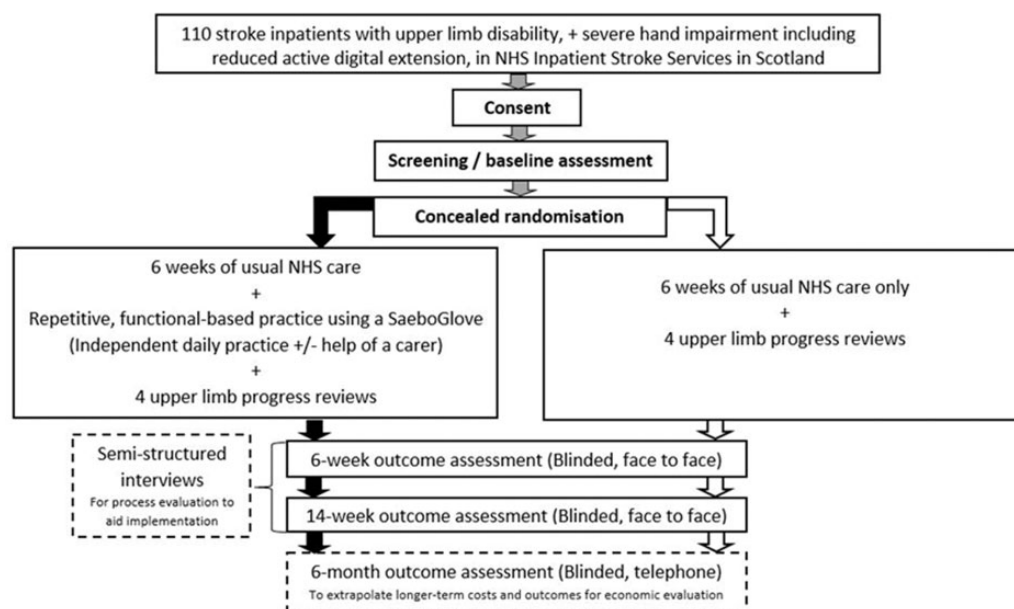 110 stroke inpatients with upper limb disability, + severe hand impairment including
reduced active digital extension, in NHS Inpatient Stroke Services in Scotland
Consent
Screening / baseline assessment
Concealed randomisation
6 weeks of usual NHS care
+
Repetitive, functional-based practice using a SaeboGlove
(Independent daily practice +/- help of a carer)
+
4 upper limb progress reviews
6 weeks of usual NHS care only
+
4 upper limb progress reviews
Semi-structured
interviews
For process evaluation to
aid implementation
6-week outcome assessment (Blinded, face to face)
14-week outcome assessment (Blinded, face to face)
6-month outcome assessment (Blinded, telephone)
To extrapolate longer-term costs and outcomes for economic evaluation